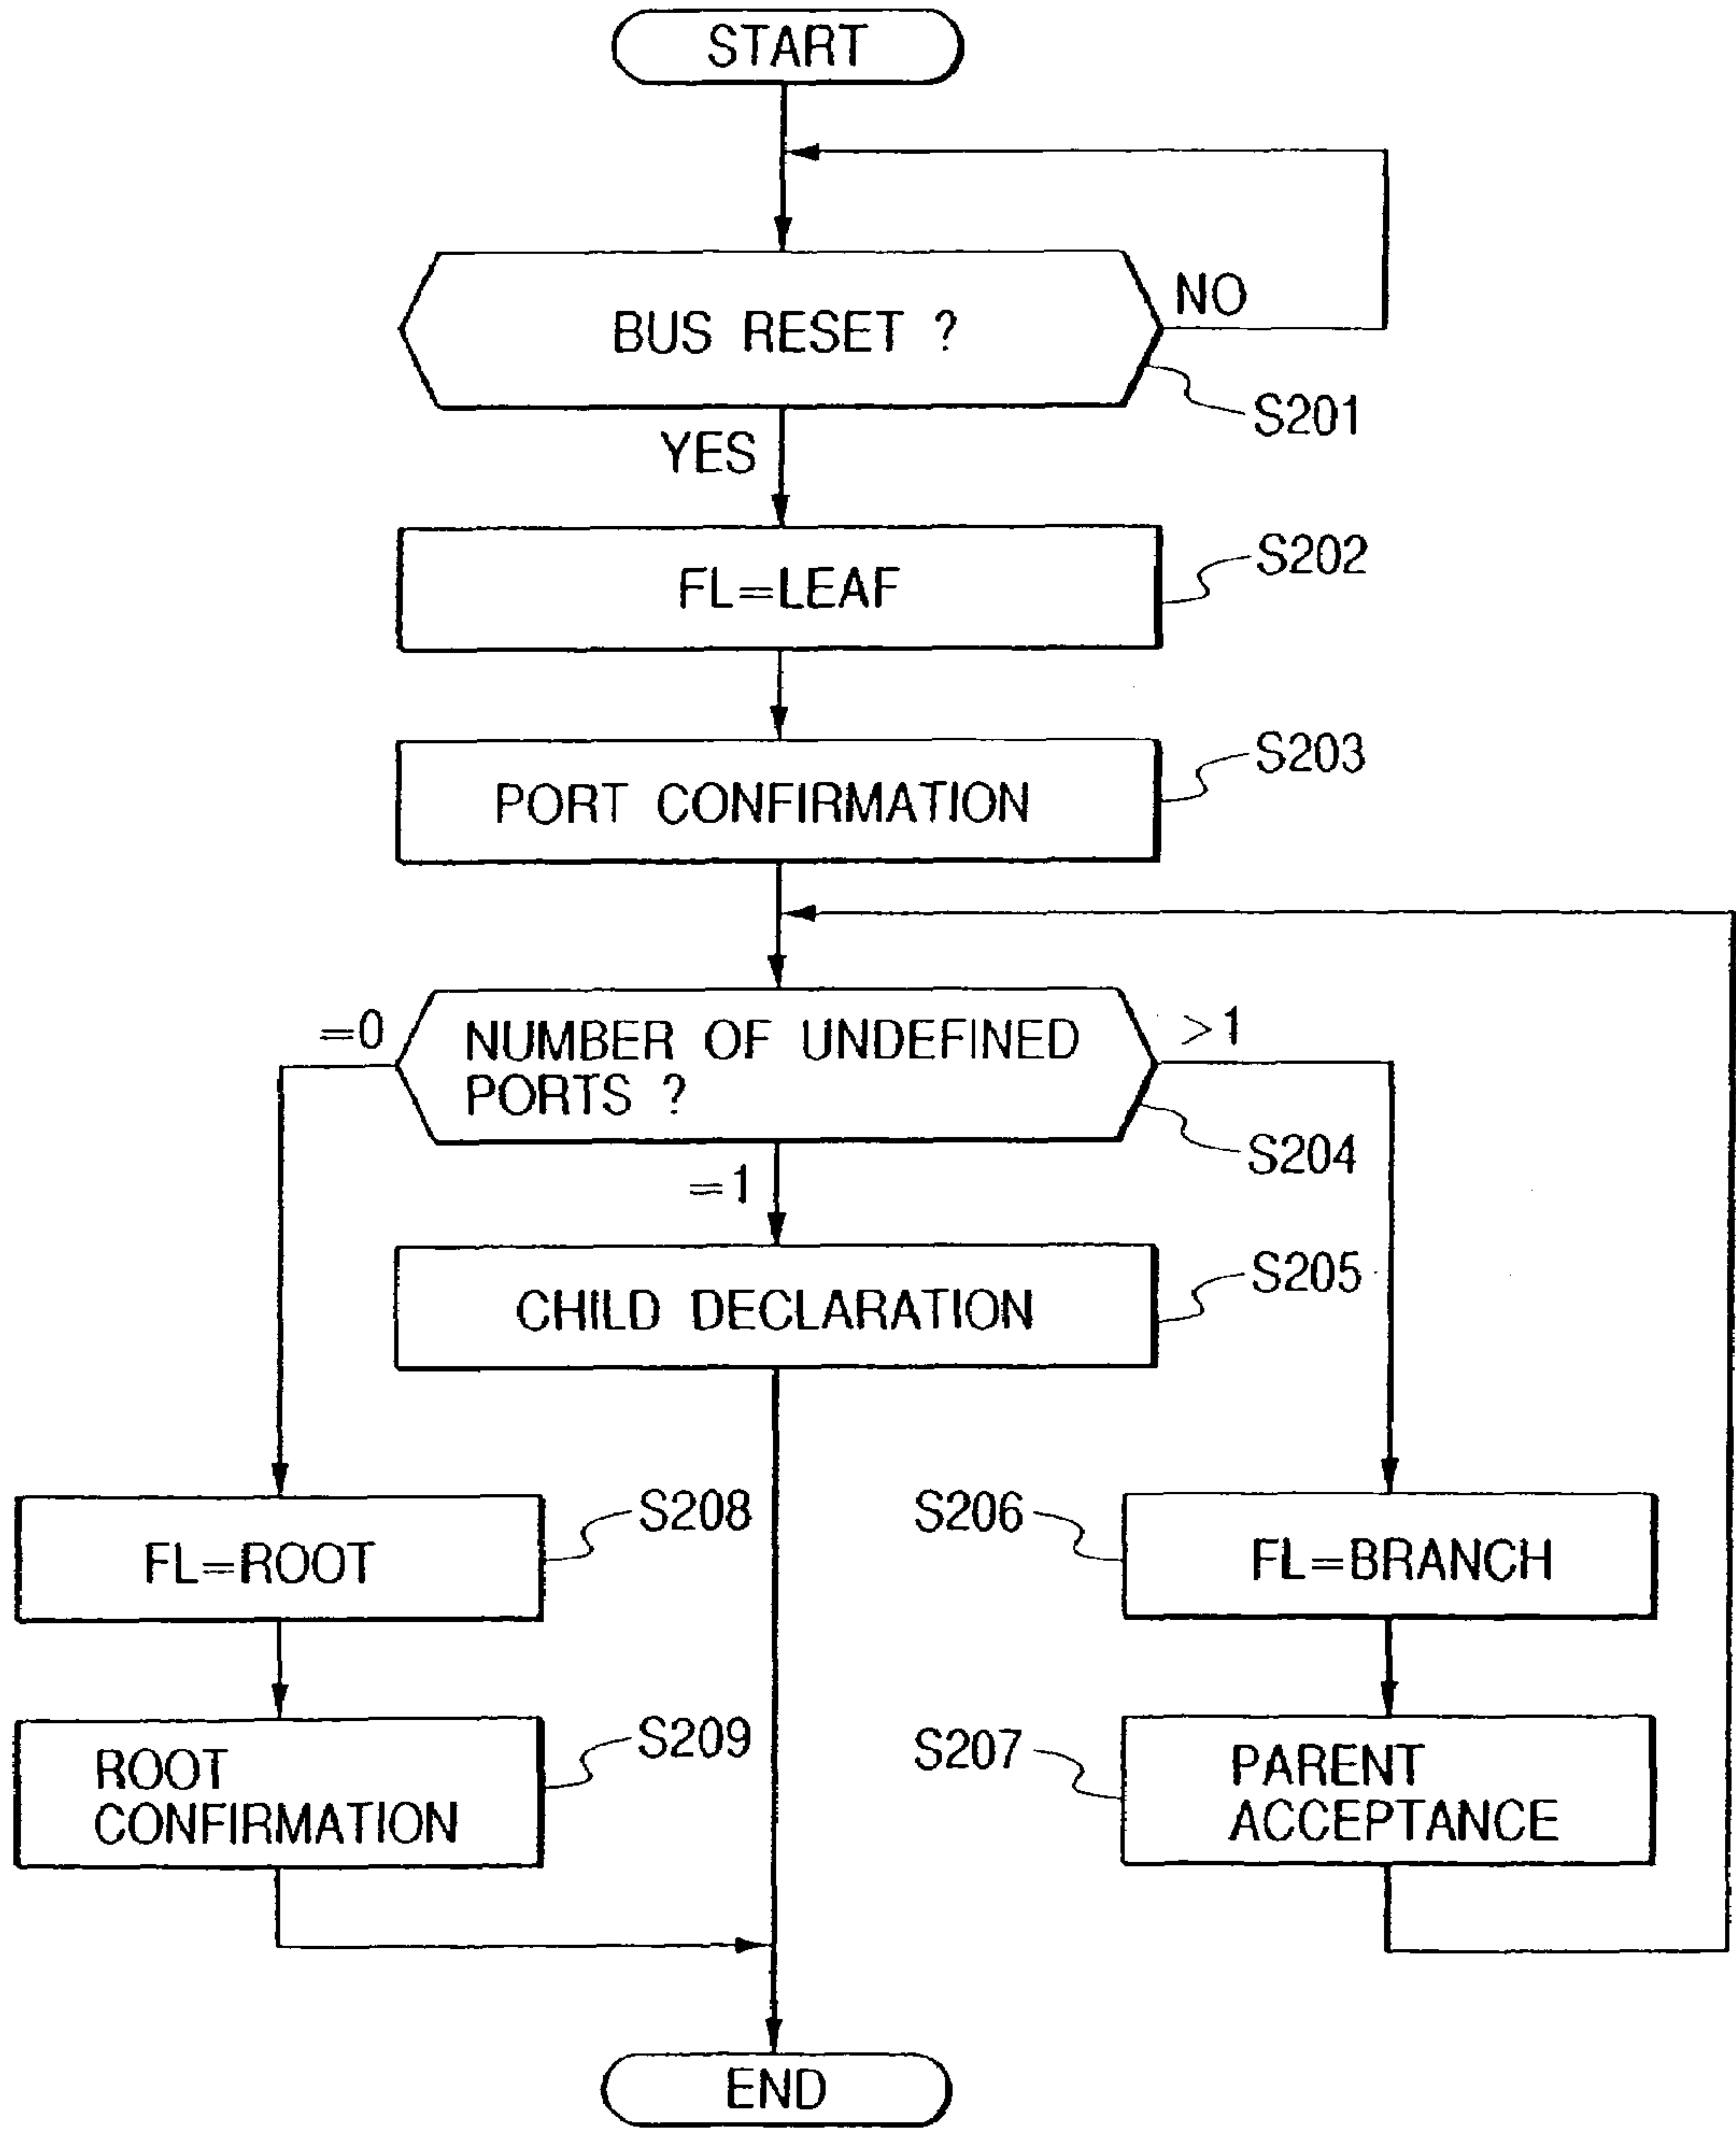 START
NO
BUS RESET ?
S201
YES
S202
FL=LEAF
S203
PORT CONFIRMATION
=0
NUMBER OF UNDEFINED
PORTS ?
>1
S204
=1
S205
CHILD DECLARATION
S208
S206
FL=ROOT
FL=BRANCH
S209
S207
ROOT
CONFIRMATION
PARENT
ACCEPTANCE
END